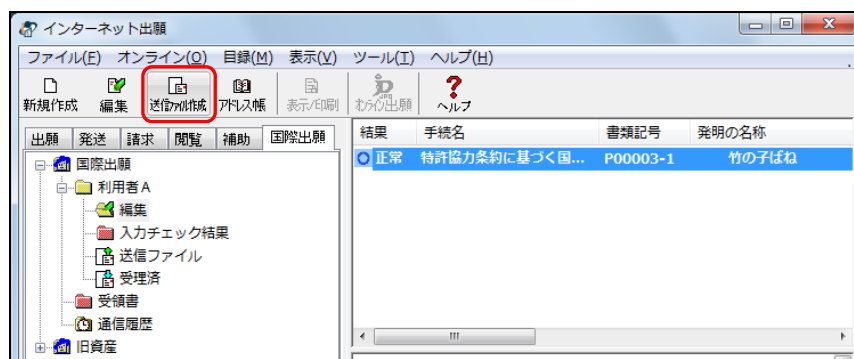 インターネット出願
ファイル(F) オンライン(O) 目録(M) 表示(V) ツール(T) ヘルプ(H)
新規作成 編集 送信ファイル作成 アドレス帳 表示/印刷 オンライン出願 ヘルプ
出願 発送 請求 閲覧 補助 国際出願
国際出願
利用者A
編集
入力チェック結果
送信ファイル
受理済
受領書
通信履歴
旧資産
結果 手続名 書類記号 発明の名称
正常 特許協力条約に基づく国... P00003-1 竹の子ばね